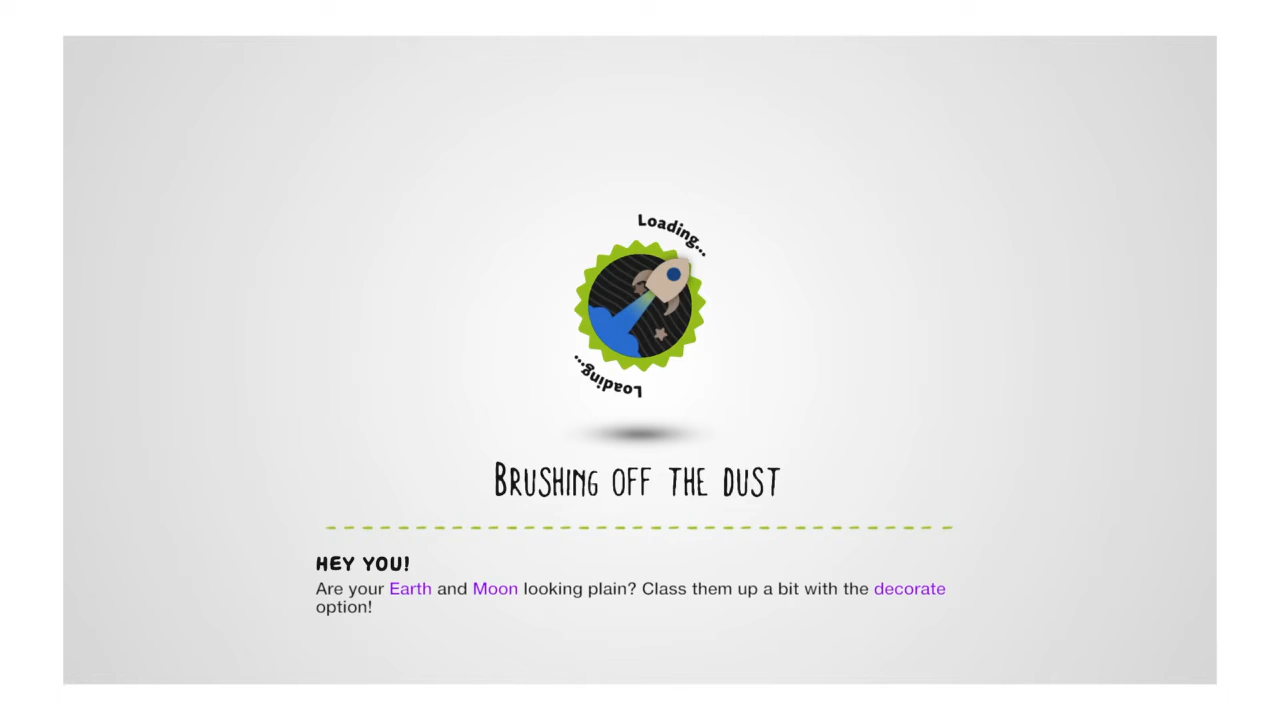 Loading...
Loading...
Brushing off the dust
HEY YOU!
Are your Earth and Moon looking plain? Class them up a bit with the decorate
option!